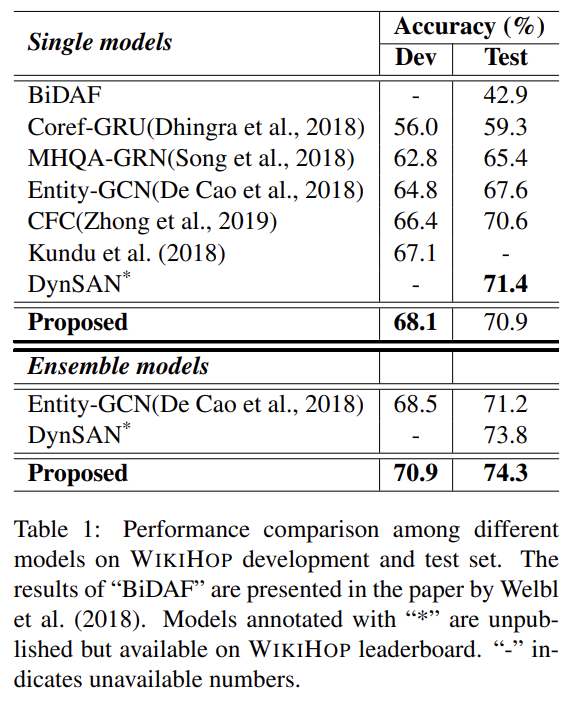 Single models Accuracy (%)
Dev Test
BiDAF - 42.9
Coref-GRU(Dhingra et al., 2018) 56.0 59.3
MHQA-GRN(Song et al., 2018) 62.8 65.4
Entity-GCN(De Cao et al., 2018) 64.8 67.6
CFC(Zhong et al., 2019) 66.4 70.6
Kundu et al. (2018) 67.1 -
DynSAN* - 71.4
Proposed 68.1 70.9
Ensemble models
Entity-GCN(De Cao et al., 2018) 68.5 71.2
DynSAN* - 73.8
Proposed 70.9 74.3
Table 1: Performance comparison among different
models on WIKIHOP development and test set. The
results of “BiDAF” are presented in the paper by Welbl
et al. (2018). Models annotated with “*” are unpub-
lished but available on WIKIHOP leaderboard. “-” in-
dicates unavailable numbers.